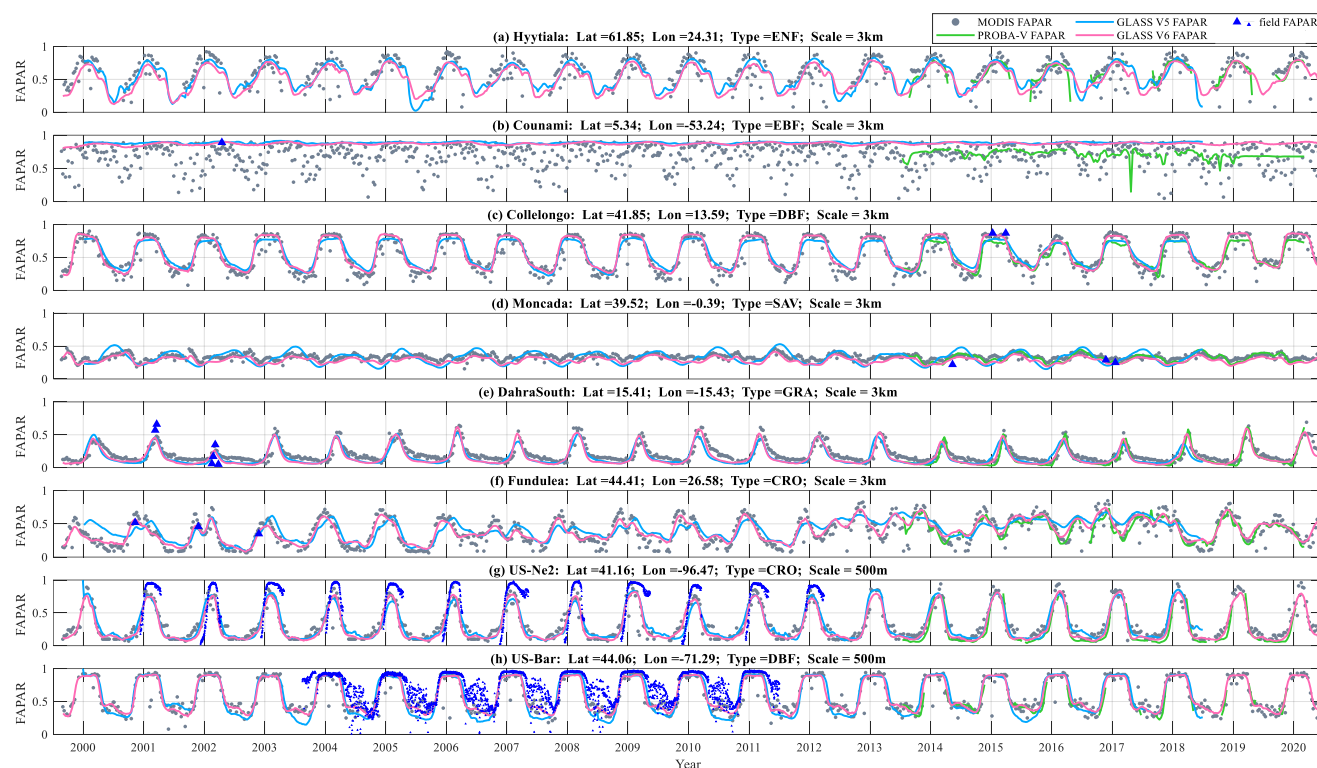 MODIS FAPAR GLASS V5 FAPAR field FAPAR
PROBA-V FAPAR GLASS V6 FAPAR
(a) Hyytiala: Lat =61.85; Lon =24.31; Type =ENF; Scale = 3km
1
0.5
0
FAPAR
(b) Counami: Lat =5.34; Lon =-53.24; Type =EBF; Scale = 3km
1
0.5
0
FAPAR
(c) Collelongo: Lat =41.85; Lon =13.59; Type =DBF; Scale = 3km
1
0.5
0
FAPAR
(d) Moncada: Lat =39.52; Lon =-0.39; Type =SAV; Scale = 3km
1
0.5
0
FAPAR
(e) DahraSouth: Lat =15.41; Lon =-15.43; Type =GRA; Scale = 3km
1
0.5
0
FAPAR
(f) Fundulea: Lat =44.41; Lon =26.58; Type =CRO; Scale = 3km
1
0.5
0
FAPAR
(g) US-Ne2: Lat =41.16; Lon =-96.47; Type =CRO; Scale = 500m
1
0.5
0
FAPAR
(h) US-Bar: Lat =44.06; Lon =-71.29; Type =DBF; Scale = 500m
1
0.5
0
FAPAR
2000 2001 2002 2003 2004 2005 2006 2007 2008 2009 2010 2011 2012 2013 2014 2015 2016 2017 2018 2019 2020
Year